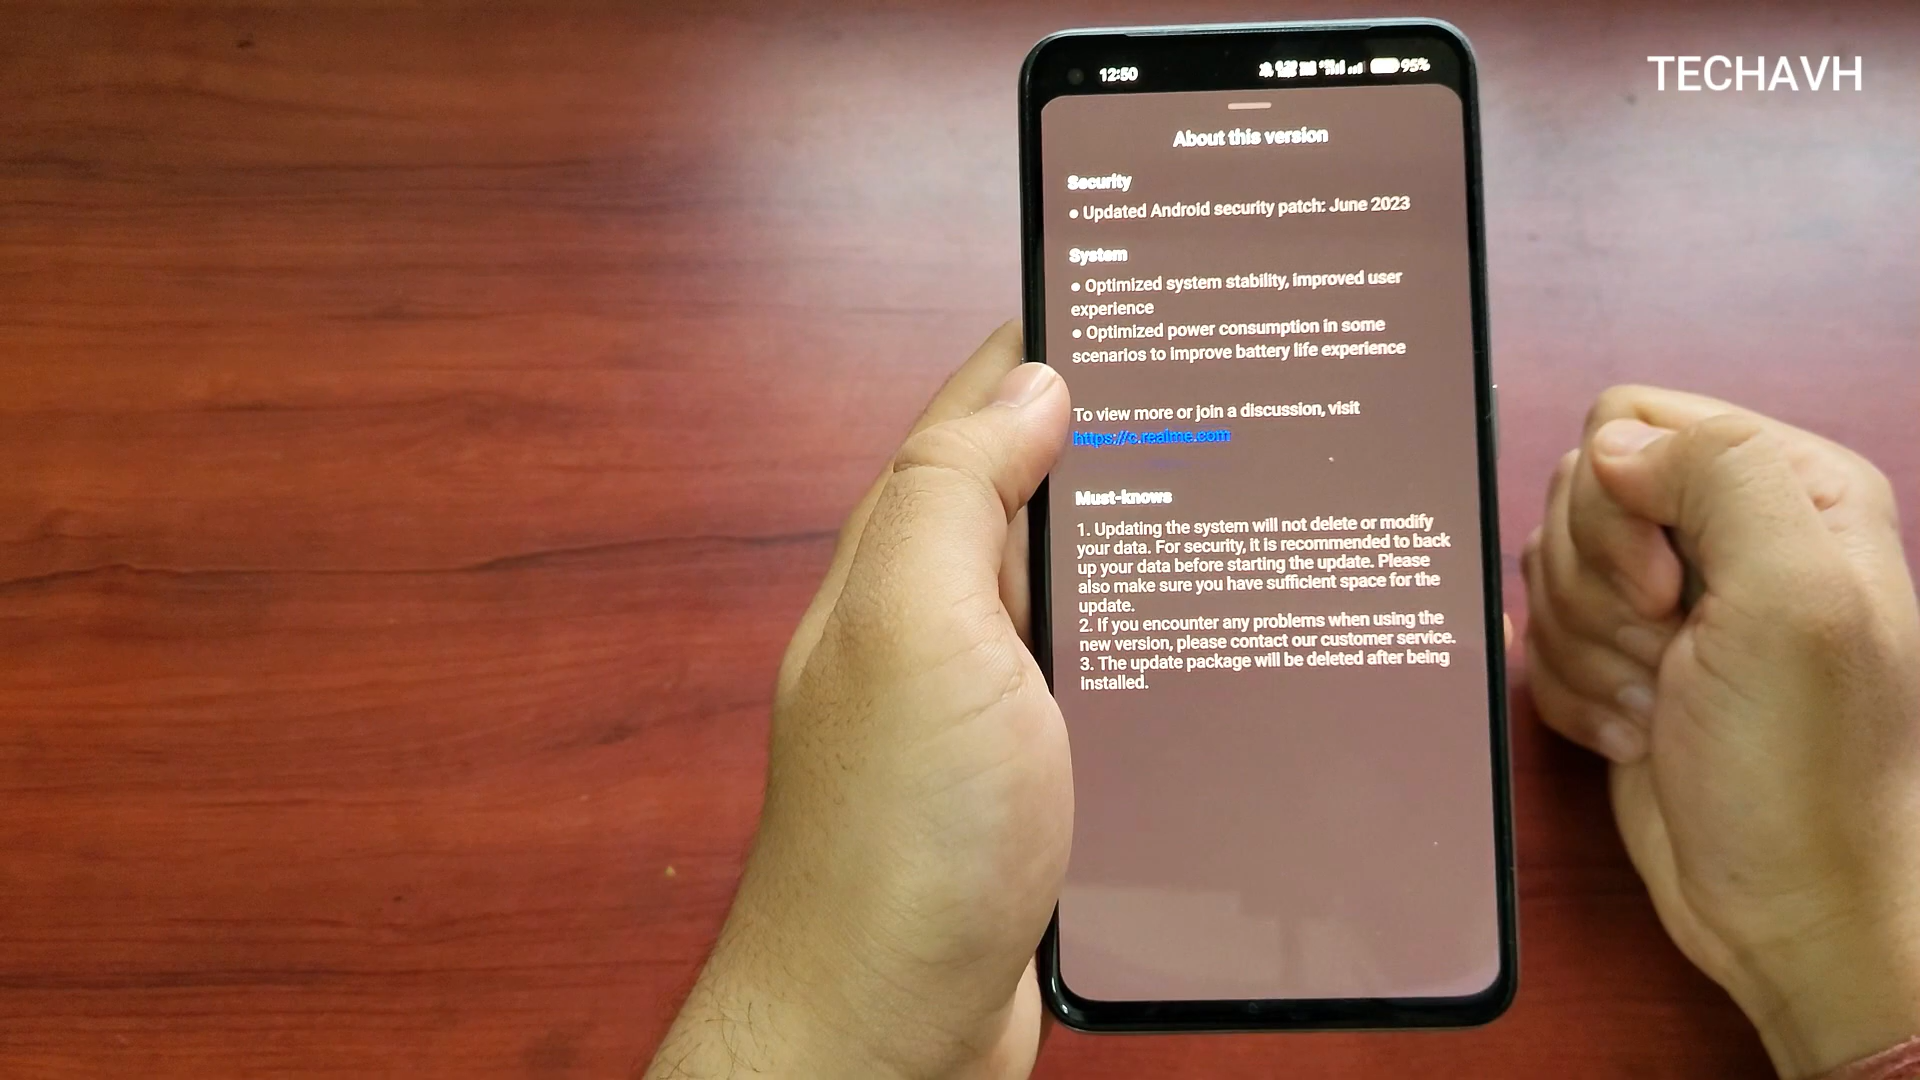 TECHAVH
12:50
95%
About this version
Security
● Updated Android security patch: June 2023
System
● Optimized system stability, improved user
experience
● Optimized power consumption in some
scenarios to improve battery life experience
To view more or join a discussion, visit
https://c.realme.com
Must-knows
1. Updating the system will not delete or modify
your data. For security, it is recommended to back
up your data before starting the update. Please
also make sure you have sufficient space for the
update.
2. If you encounter any problems when using the
new version, please contact our customer service.
3. The update package will be deleted after being
installed.